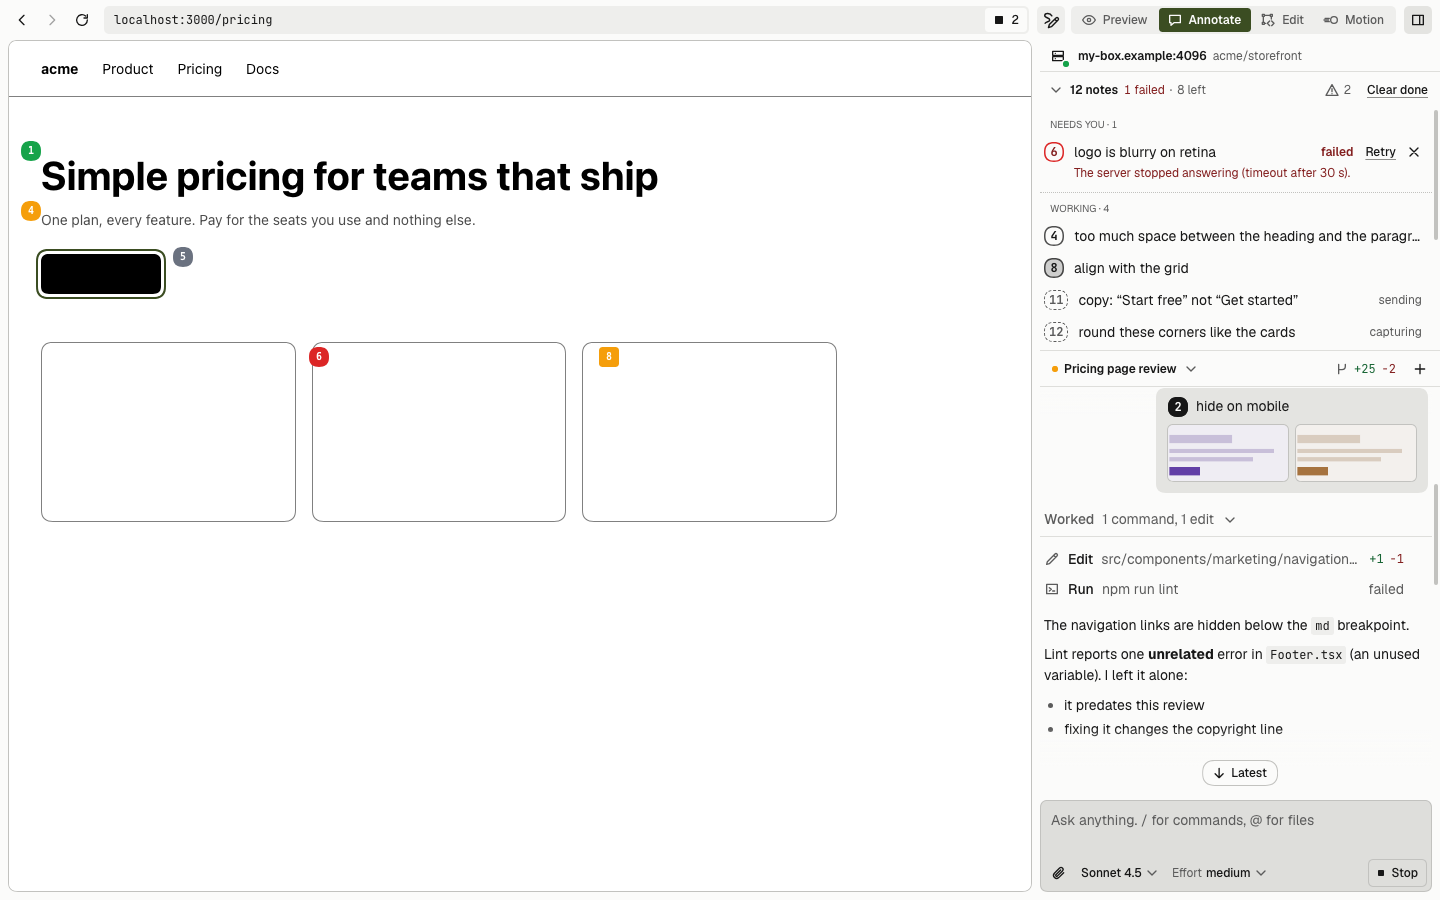 localhost:3000/pricing
2
Preview
Annotate
Edit
Motion
acme
Product
Pricing
Docs
1
Simple pricing for teams that ship
4
One plan, every feature. Pay for the seats you use and nothing else.
5
6
8
my-box.example:4096 acme/storefront
12 notes 1 failed · 8 left
2
Clear done
NEEDS YOU · 1
6 logo is blurry on retina failed Retry
The server stopped answering (timeout after 30 s).
WORKING · 4
4 too much space between the heading and the paragr…
8 align with the grid
11 copy: “Start free” not “Get started” sending
12 round these corners like the cards capturing
Pricing page review +25 -2
2 hide on mobile
Worked 1 command, 1 edit
Edit src/components/marketing/navigation… +1 -1
Run npm run lint failed
The navigation links are hidden below the md breakpoint.
Lint reports one unrelated error in Footer.tsx (an unused
variable). I left it alone:
• it predates this review
• fixing it changes the copyright line
Latest
Ask anything. / for commands, @ for files
Sonnet 4.5
Effort medium
Stop